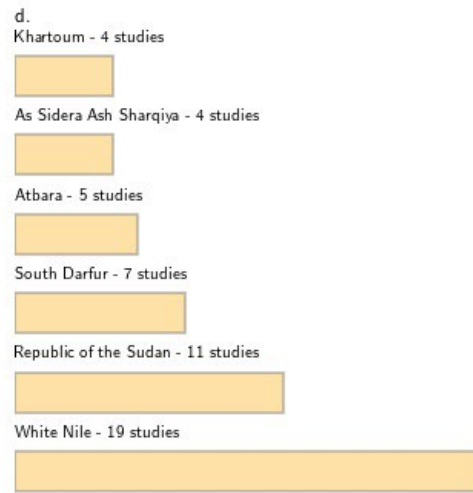 d.
Khartoum - 4 studies
As Sidera Ash Sharqiya - 4 studies
Atbara - 5 studies
South Darfur - 7 studies
Republic of the Sudan - 11 studies
White Nile - 19 studies